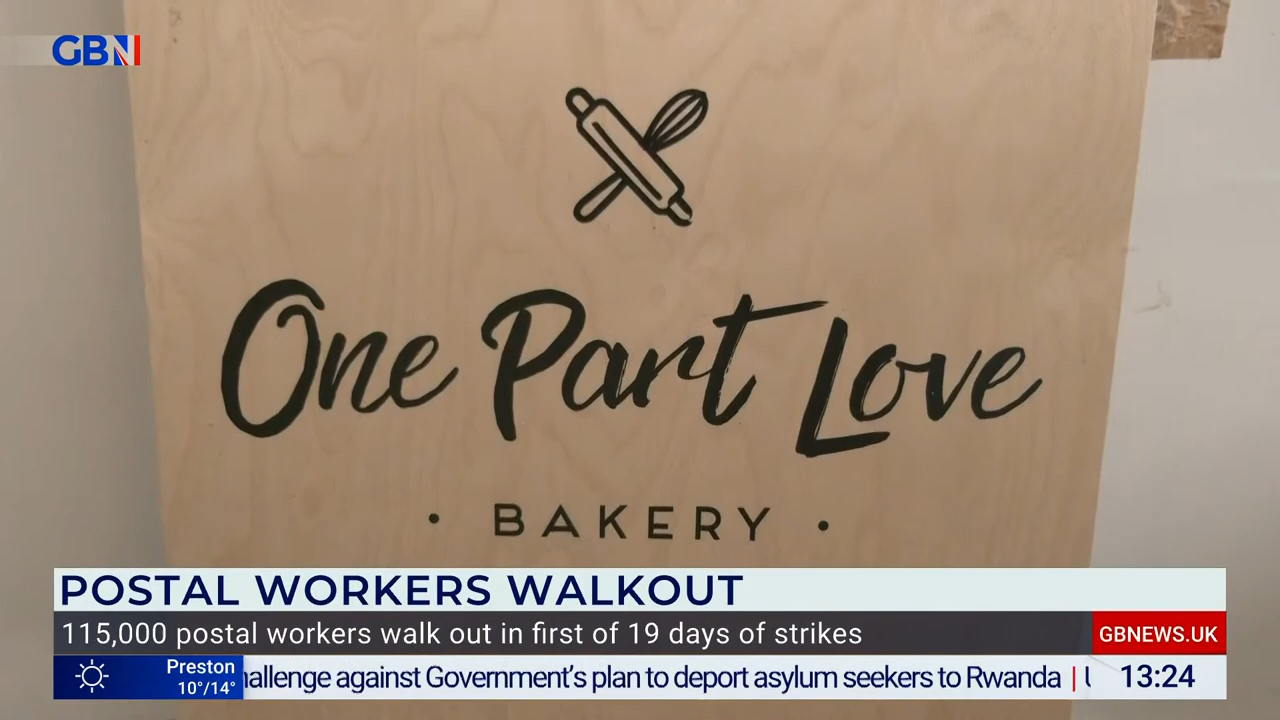 GBN
One Part Love
• BAKERY •
POSTAL WORKERS WALKOUT
115,000 postal workers walk out in first of 19 days of strikes
GBNEWS.UK
Preston
10°/14°
hallenge against Government's plan to deport asylum seekers to Rwanda |
13:24